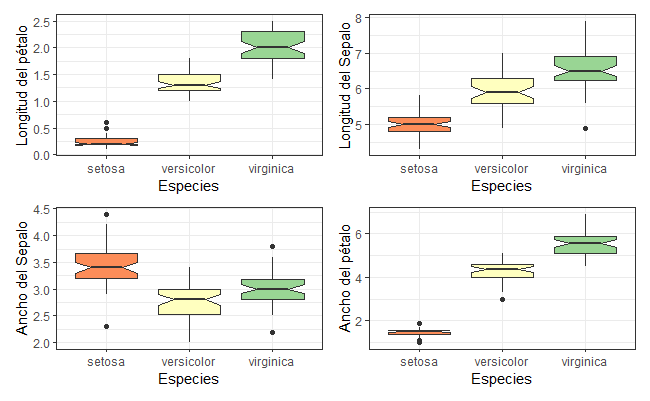 Longitud del pétalo
2.5
2.0
1.5
1.0
0.5
0.0
setosa versicolor virginica
Especies
Longitud del Sepalo
8
7
6
5
setosa versicolor virginica
Especies
Ancho del Sepalo
4.5
4.0
3.5
3.0
2.5
2.0
setosa versicolor virginica
Especies
Ancho del pétalo
6
4
2
setosa versicolor virginica
Especies